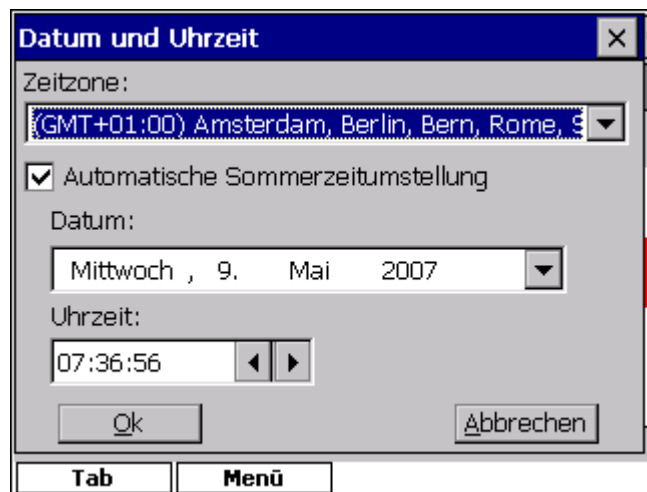 Datum und Uhrzeit
Zeitzone:
(GMT+01:00) Amsterdam, Berlin, Bern, Rome,
Automatische Sommerzeitumstellung
Datum:
Mittwoch , 9. Mai 2007
Uhrzeit:
07:36:56
Ok Abbrechen
Tab Menü